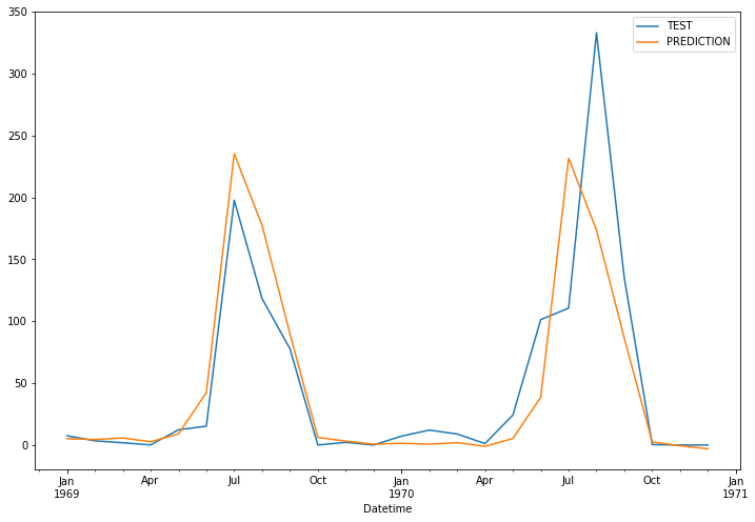 350
300
250
200
150
100
50
0
TEST
PREDICTION
Jan Apr Jul Oct Jan Apr Jul Oct Jan
1969 1970 1971
Datetime